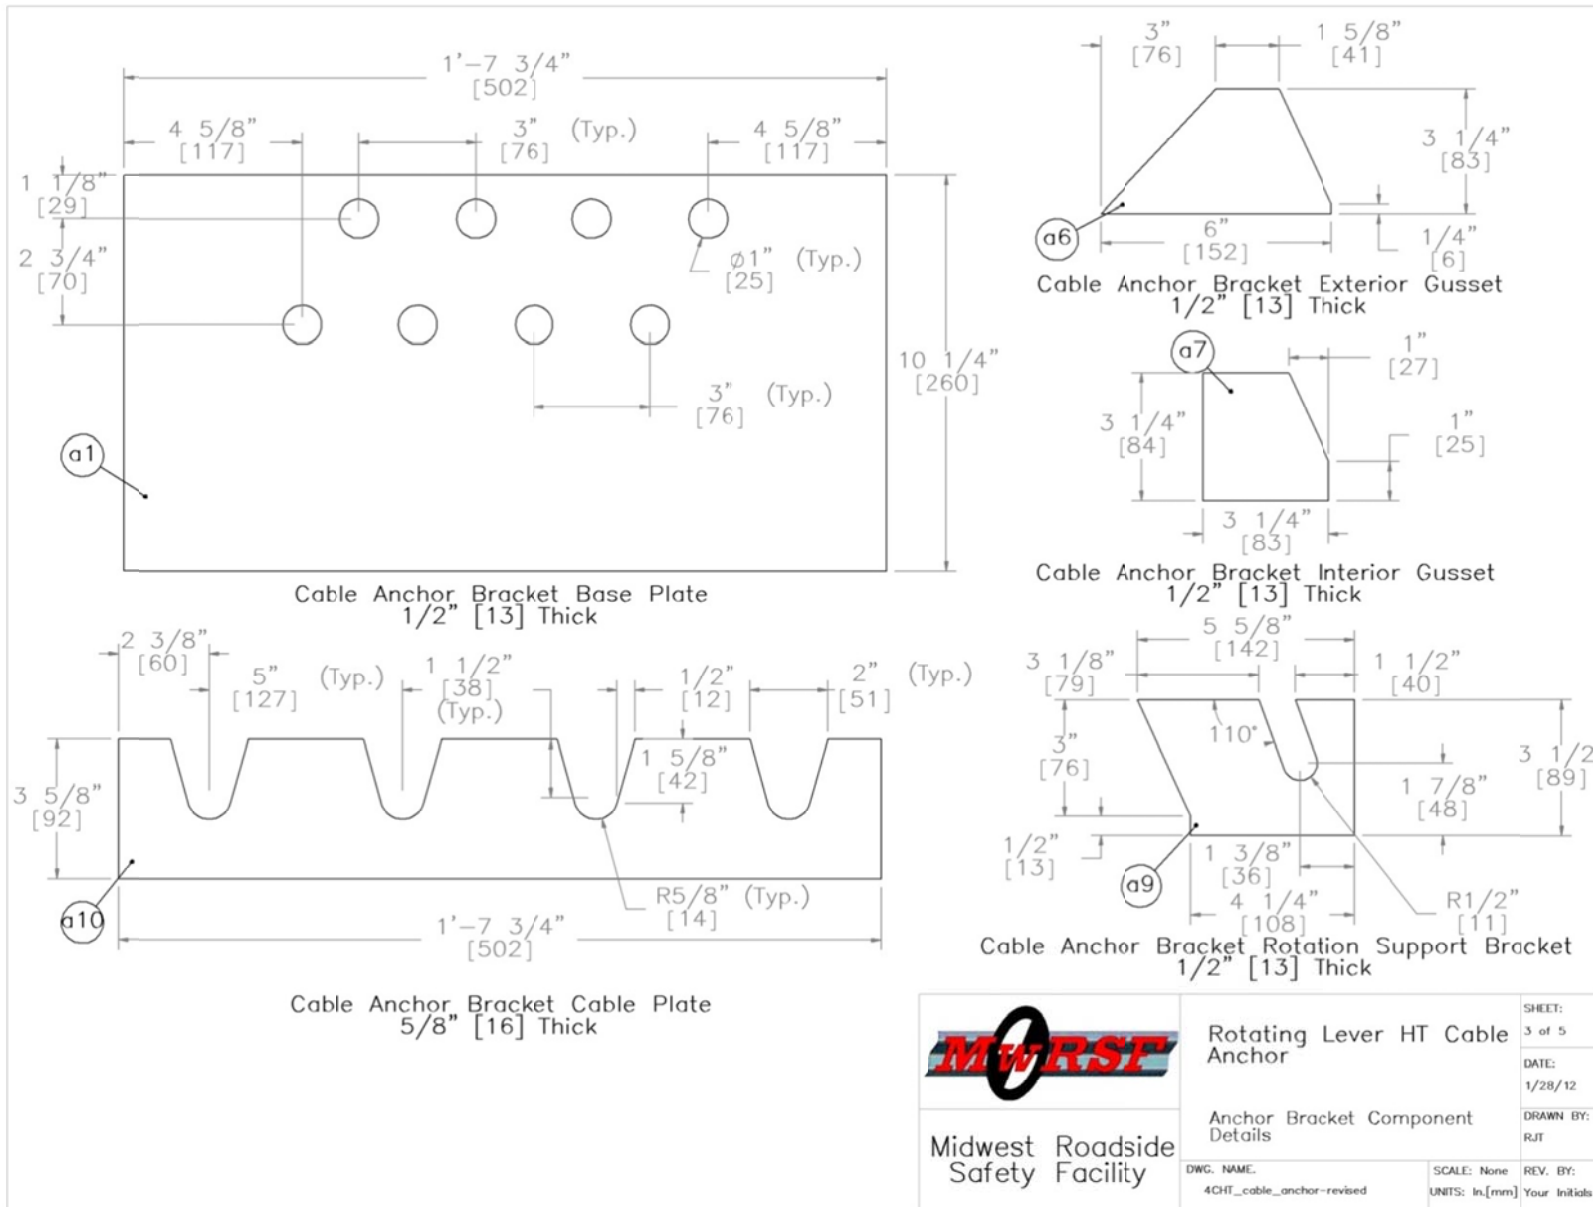 1'-7 3/4"
[502]
4 5/8"
[117]
3" (Typ.)
[76]
4 5/8"
[117]
1 1/8"
[29]
2 3/4"
[70]
ø1" (Typ.)
[25]
10 1/4"
[260]
3" (Typ.)
[76]
a1
Cable Anchor Bracket Base Plate
1/2" [13] Thick
3"
[76]
1 5/8"
[41]
3 1/4"
[83]
a6
6"
[152]
1/4"
[6]
Cable Anchor Bracket Exterior Gusset
1/2" [13] Thick
a7
1"
[27]
3 1/4"
[84]
1"
[25]
3 1/4"
[83]
Cable Anchor Bracket Interior Gusset
1/2" [13] Thick
2 3/8"
[60]
5" (Typ.)
[127]
1 1/2"
[38]
(Typ.)
1/2"
[12]
2" (Typ.)
[51]
1 5/8"
[42]
3 5/8"
[92]
R5/8" (Typ.)
[14]
a10
1'-7 3/4"
[502]
Cable Anchor Bracket Cable Plate
5/8" [16] Thick
5 5/8"
[142]
3 1/8"
[79]
1 1/2"
[40]
110°
3"
[76]
3 1/2
[89]
1 7/8"
[48]
1/2"
[13]
1 3/8"
[36]
a9
4 1/4"
[108]
R1/2"
[11]
Cable Anchor Bracket Rotation Support Bracket
1/2" [13] Thick
MwRSF
Midwest Roadside
Safety Facility
Rotating Lever HT Cable
Anchor
Anchor Bracket Component
Details
SHEET:
3 of 5
DATE:
1/28/12
DRAWN BY:
RJT
DWG. NAME.
4CHT_cable_anchor-revised
SCALE: None
UNITS: In.[mm]
REV. BY:
Your Initials